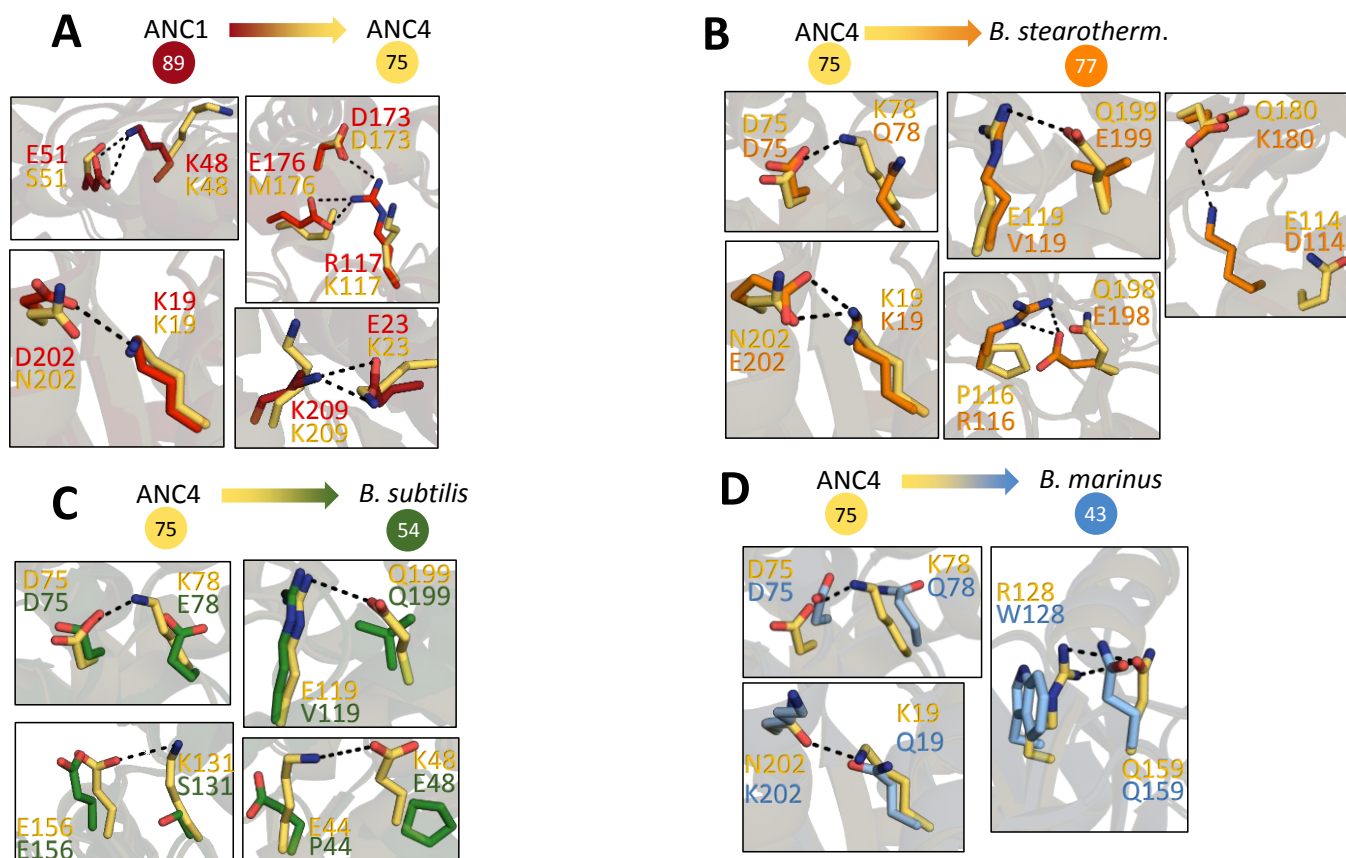 A
ANC1
ANC4
89
75
E51
S51
K48
K48
D173
D173
E176
M176
R117
K117
K19
K19
D202
N202
E23
K23
K209
K209
B
ANC4
B. stearotherm.
75
77
D75
D75
K78
Q78
Q199
E199
E119
V119
Q180
K180
E114
D114
K19
K19
N202
E202
Q198
E198
P116
R116
C
ANC4
B. subtilis
75
54
D75
D75
K78
E78
Q199
Q199
E119
V119
K131
S131
E156
E156
K48
E48
E44
P44
D
ANC4
B. marinus
75
43
D75
D75
K78
Q78
R128
W128
Q159
Q159
K19
Q19
N202
K202